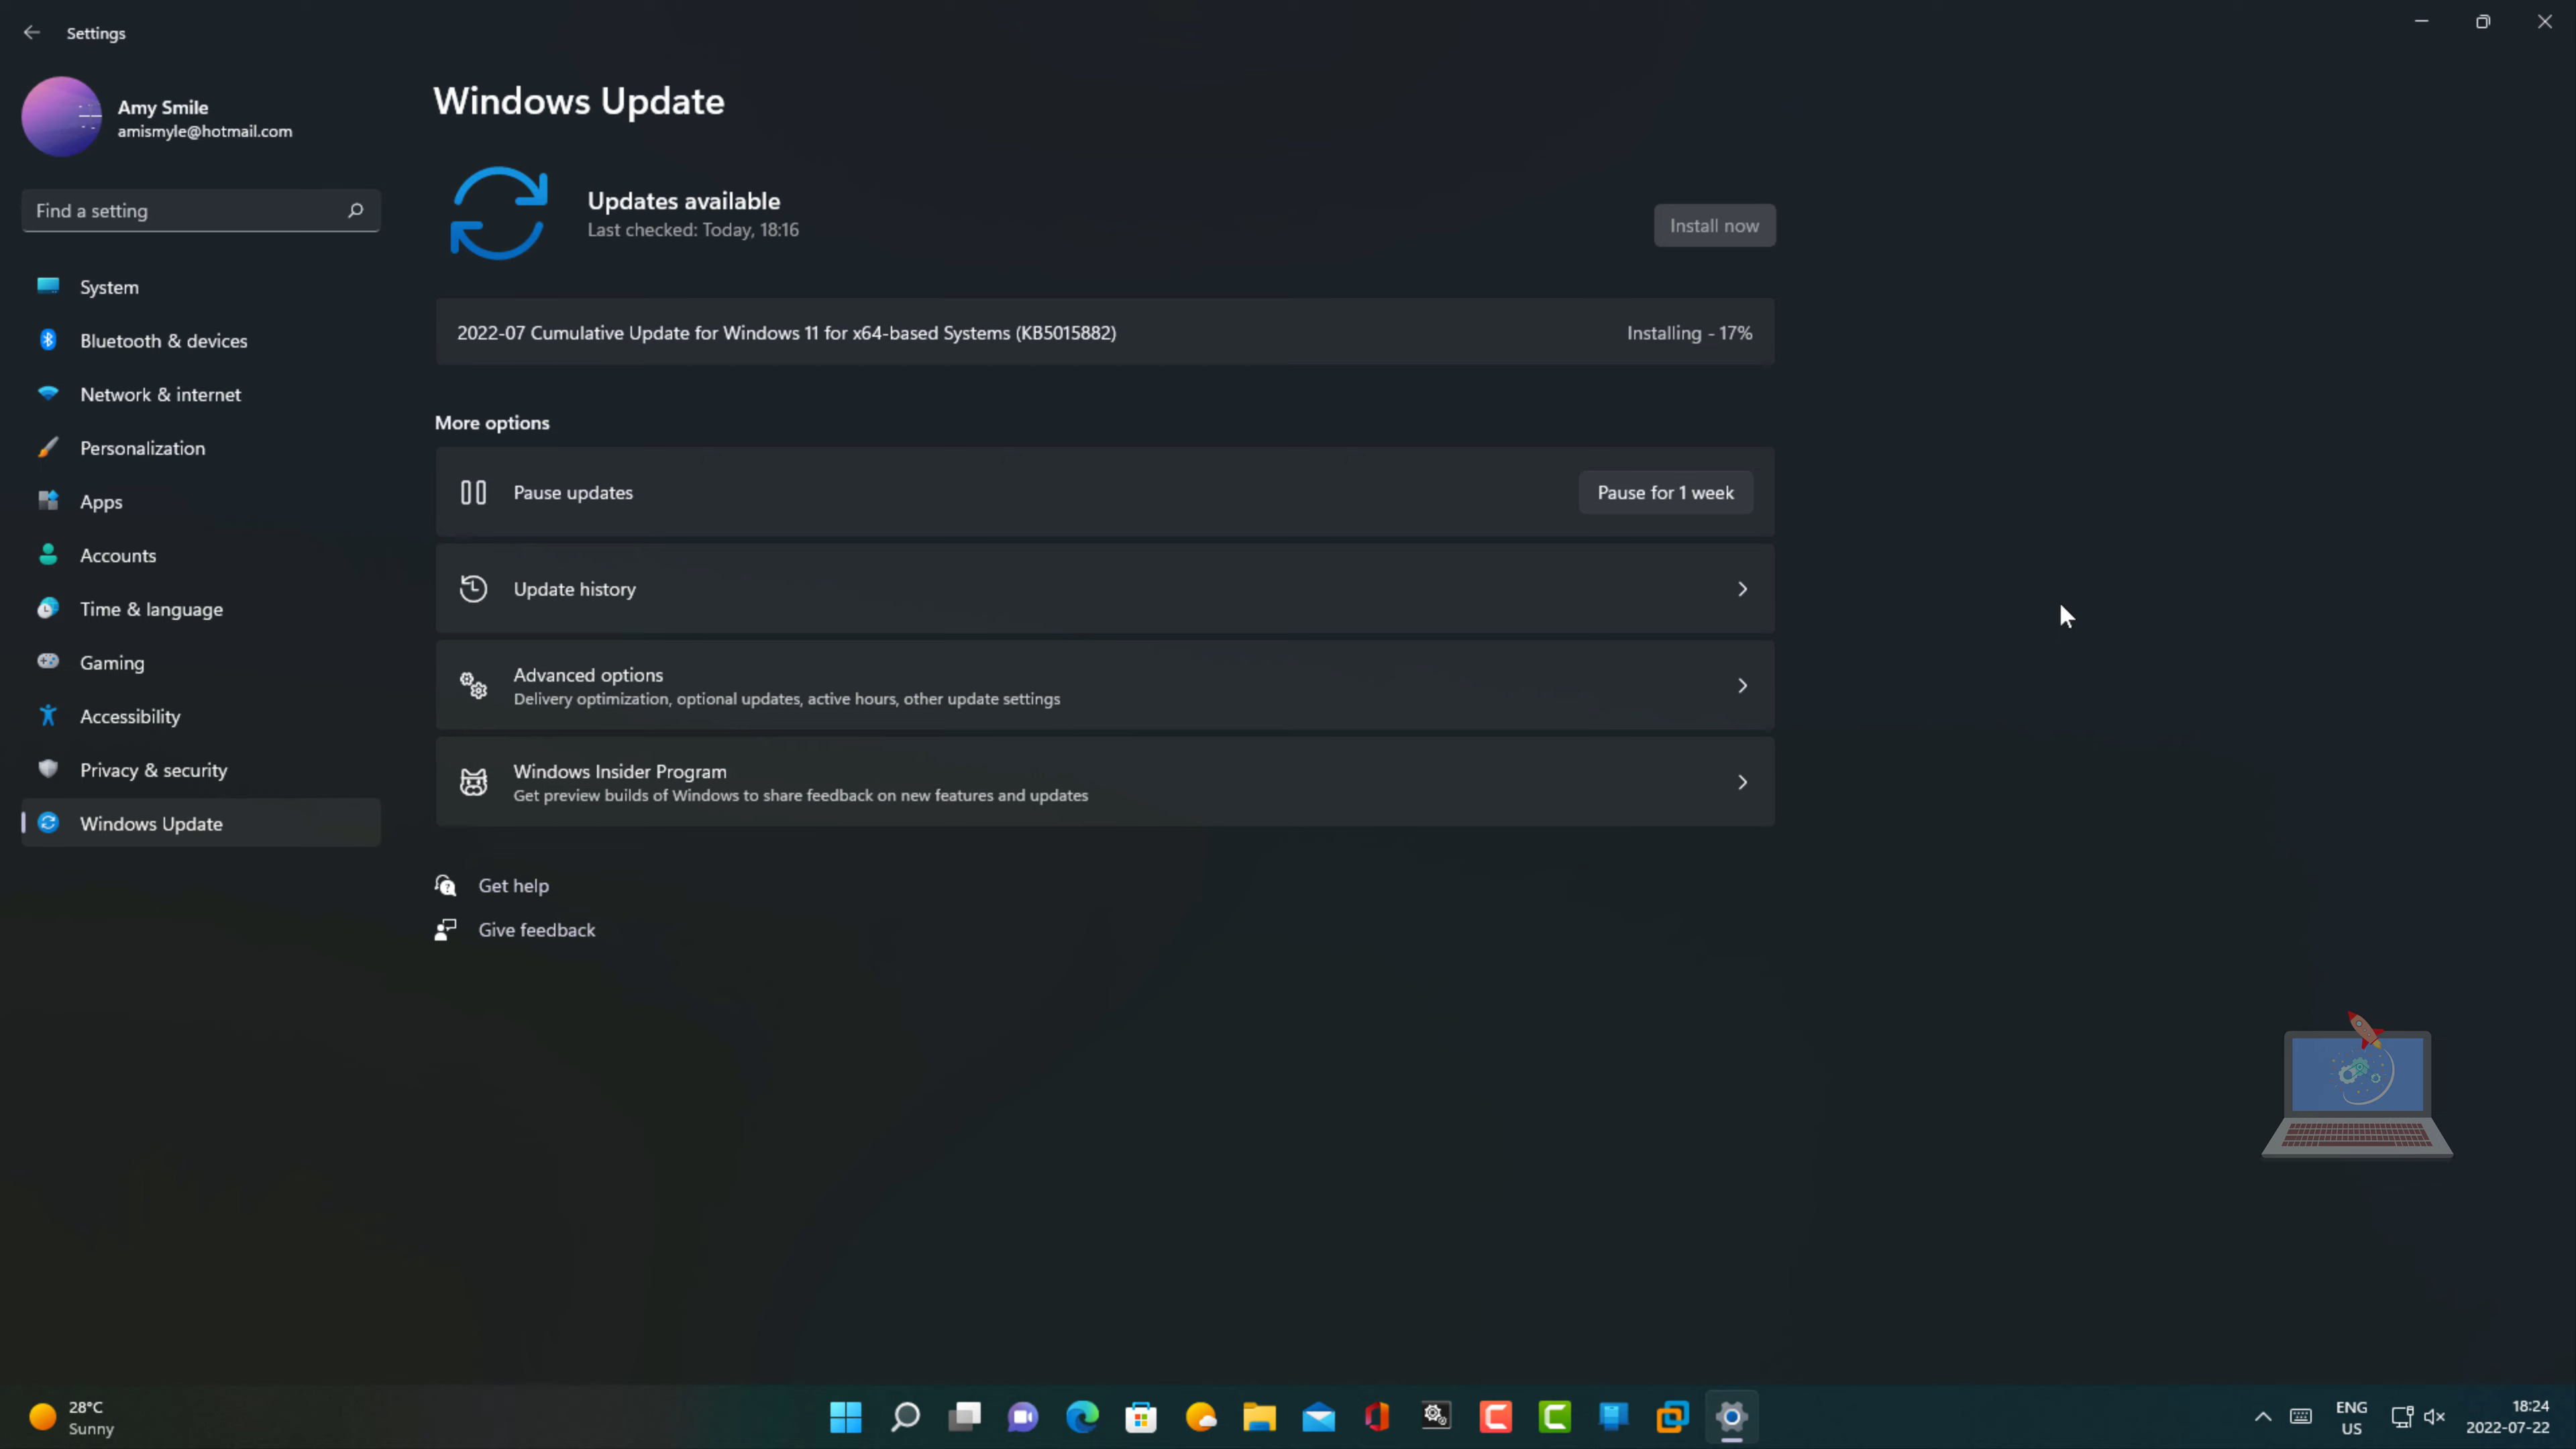 Settings
Amy Smile
amismyle@hotmail.com
Find a setting
System
Bluetooth & devices
Network & internet
Personalization
Apps
Accounts
Time & language
Gaming
Accessibility
Privacy & security
Windows Update
Windows Update
Updates available
Last checked: Today, 18:16
Install now
2022-07 Cumulative Update for Windows 11 for x64-based Systems (KB5015882)
Installing - 17%
More options
Pause updates
Pause for 1 week
Update history
Advanced options
Delivery optimization, optional updates, active hours, other update settings
Windows Insider Program
Get preview builds of Windows to share feedback on new features and updates
Get help
Give feedback
28°C
Sunny
ENG
US
18:24
2022-07-22